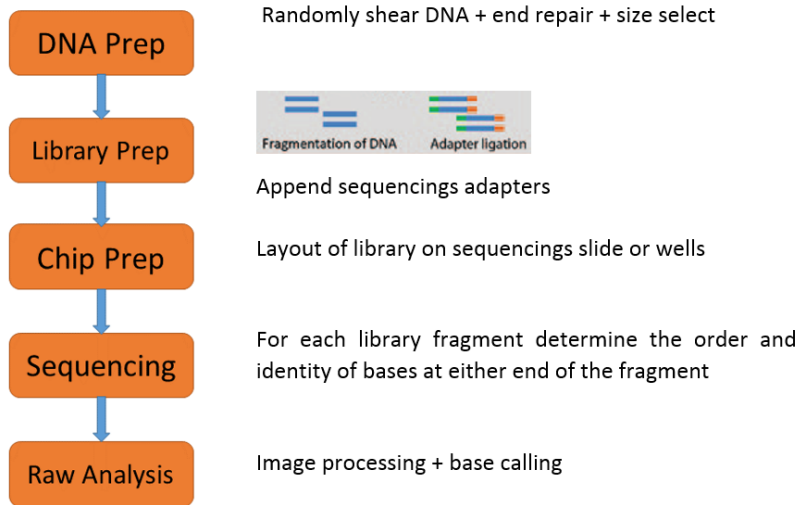 DNA Prep
Randomly shear DNA + end repair + size select
Library Prep
Fragmentation of DNA
Adapter ligation
Append sequencings adapters
Chip Prep
Layout of library on sequencings slide or wells
Sequencing
For each library fragment determine the order and
identity of bases at either end of the fragment
Raw Analysis
Image processing + base calling